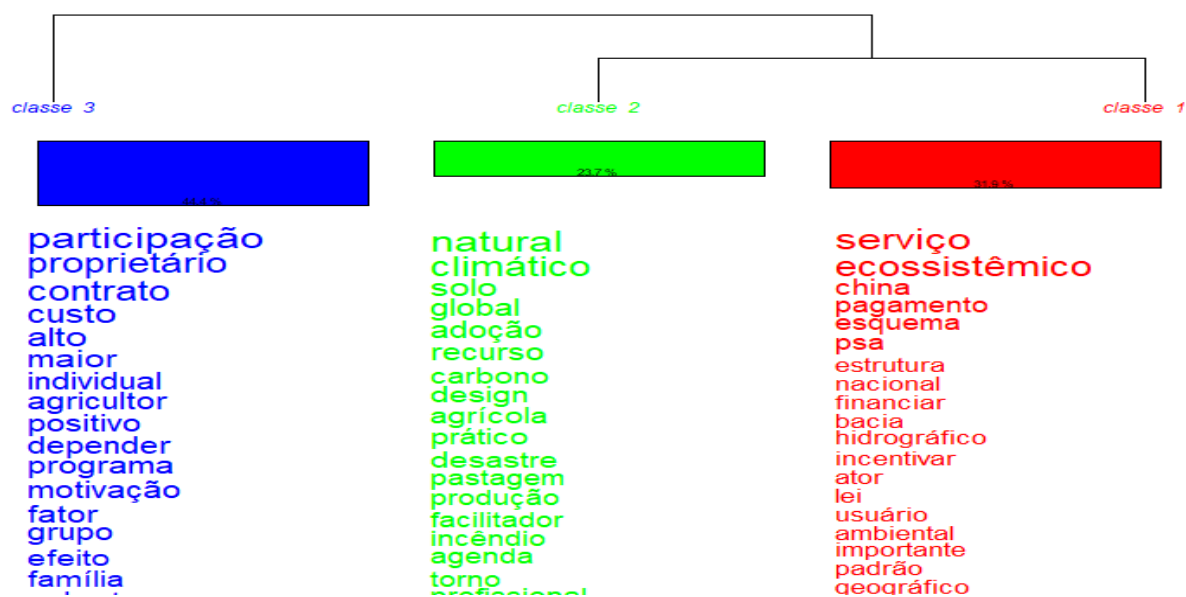 classe 3
classe 2
classe 1
44.4 %
23.7 %
31.9 %
participação
proprietário
contrato
custo
alto
maior
individual
agricultor
positivo
depender
programa
motivação
fator
grupo
efeito
família
natural
climático
solo
global
adoção
recurso
carbono
design
agrícola
prático
desastre
pastagem
produção
facilitador
incêndio
agenda
torno
profissional
serviço
ecossistêmico
china
pagamento
esquema
psa
estrutura
nacional
financiar
bacia
hidrográfico
incentivar
ator
lei
usuário
ambiental
importante
padrão
geográfico